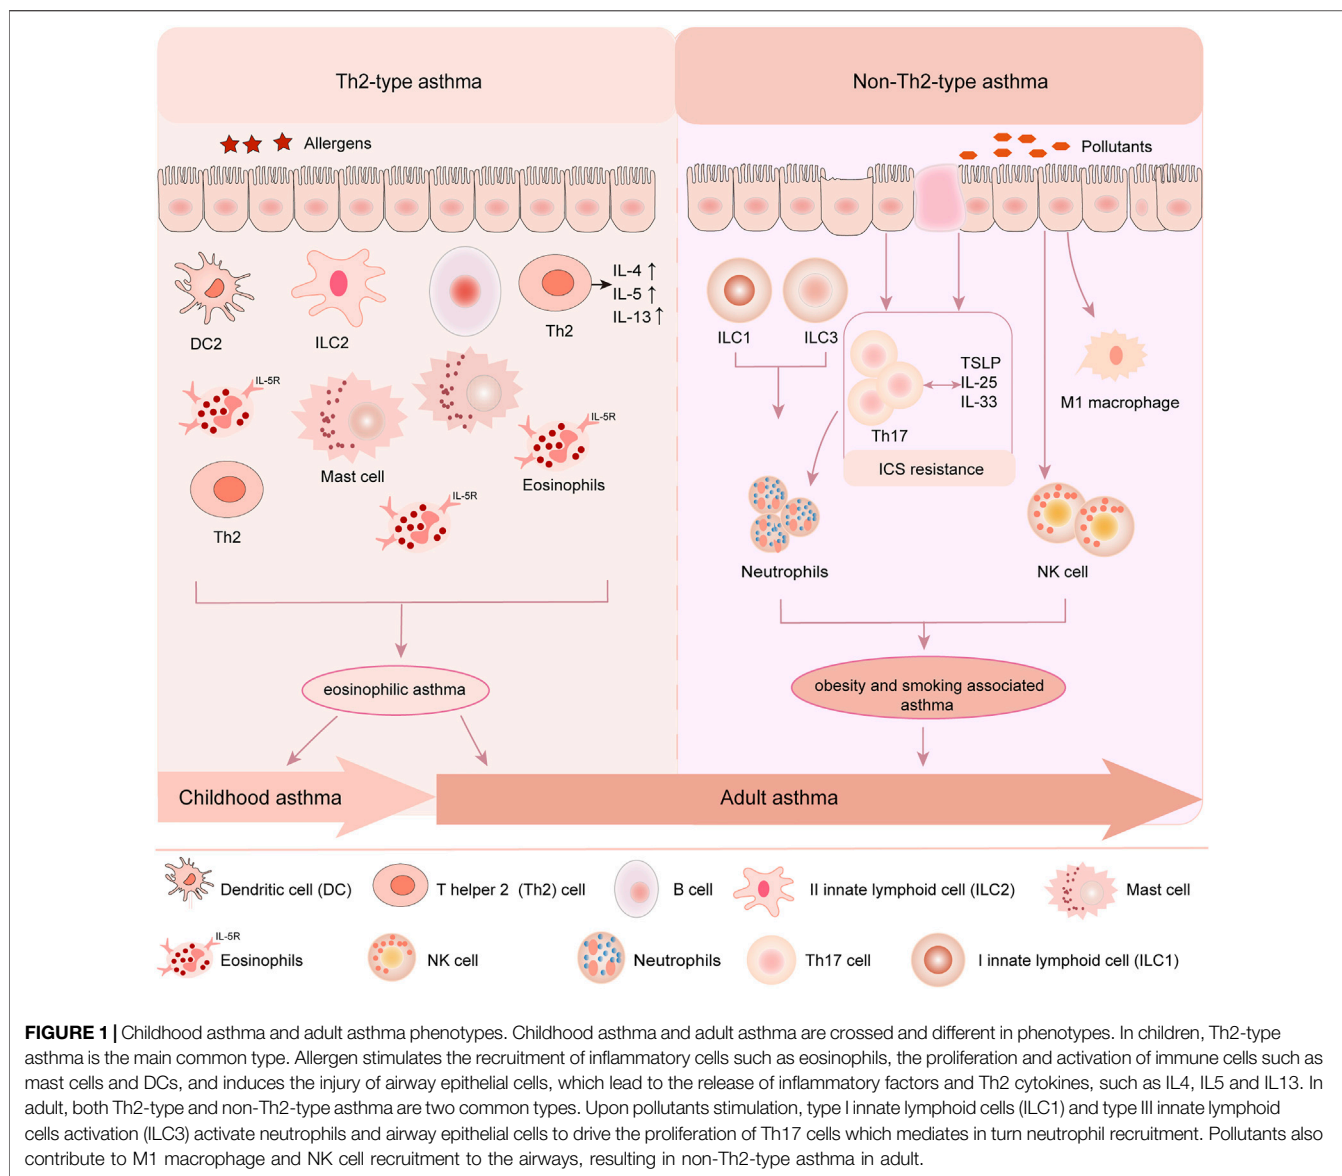 Th2-type asthma
Non-Th2-type asthma
Allergens
Pollutants
DC2
ILC2
Th2
IL-4 ↑
IL-5 ↑
IL-13 ↑
ILC1
ILC3
TSLP
IL-25
IL-33
Th17
ICS resistance
M1 macrophage
IL-5R
Mast cell
IL-5R
Eosinophils
Th2
IL-5R
Neutrophils
NK cell
eosinophilic asthma
obesity and smoking associated
asthma
Childhood asthma
Adult asthma
Dendritic cell (DC)
T helper 2 (Th2) cell
B cell
II innate lymphoid cell (ILC2)
Mast cell
IL-5R
Eosinophils
NK cell
Neutrophils
Th17 cell
I innate lymphoid cell (ILC1)
FIGURE 1 | Childhood asthma and adult asthma phenotypes. Childhood asthma and adult asthma are crossed and different in phenotypes. In children, Th2-type
asthma is the main common type. Allergen stimulates the recruitment of inflammatory cells such as eosinophils, the proliferation and activation of immune cells such as
mast cells and DCs, and induces the injury of airway epithelial cells, which lead to the release of inflammatory factors and Th2 cytokines, such as IL4, IL5 and IL13. In
adult, both Th2-type and non-Th2-type asthma are two common types. Upon pollutants stimulation, type I innate lymphoid cells (ILC1) and type III innate lymphoid
cells activation (ILC3) activate neutrophils and airway epithelial cells to drive the proliferation of Th17 cells which mediates in turn neutrophil recruitment. Pollutants also
contribute to M1 macrophage and NK cell recruitment to the airways, resulting in non-Th2-type asthma in adult.